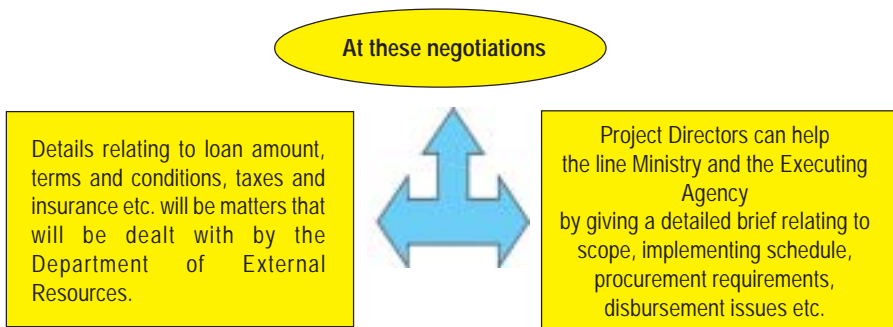 At these negotiations
Details relating to loan amount,
terms and conditions, taxes and
insurance etc. will be matters that
will be dealt with by the
Department of External
Resources.
Project Directors can help
the line Ministry and the Executing
Agency
by giving a detailed brief relating to
scope, implementing schedule,
procurement requirements,
disbursement issues etc.